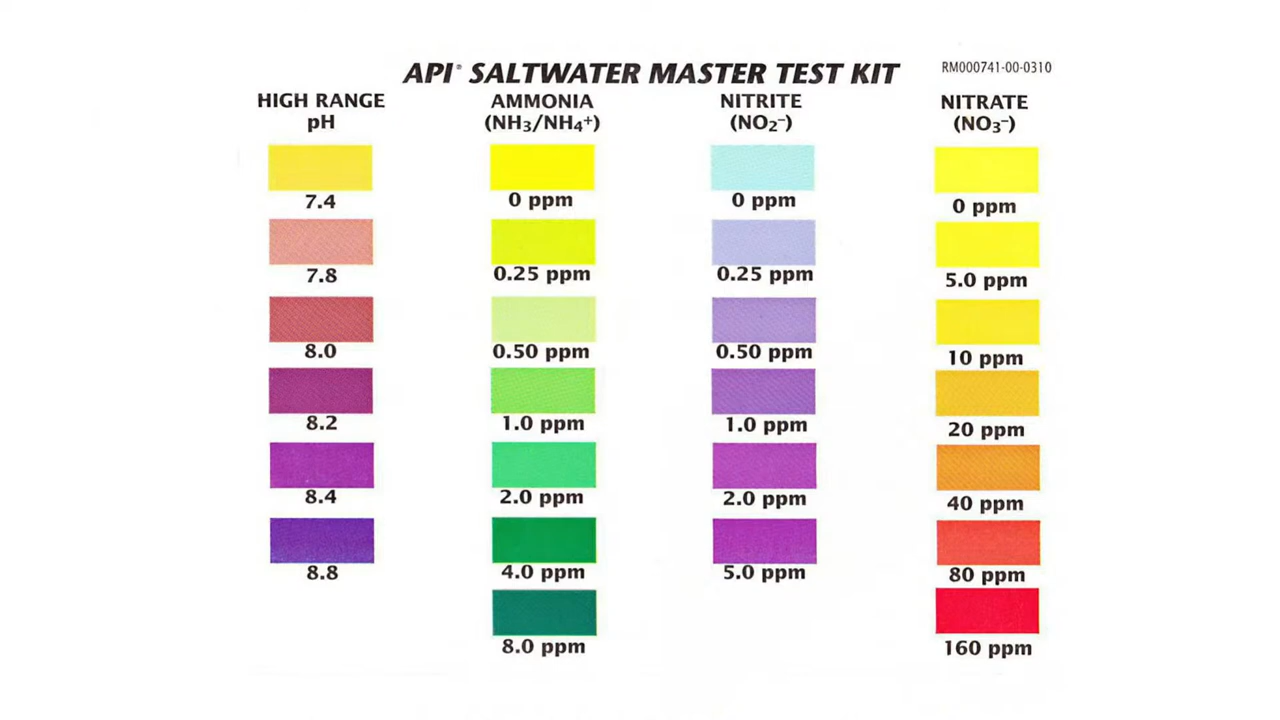 API® SALTWATER MASTER TEST KIT
RM000741-00-0310
HIGH RANGE
pH
7.4
7.8
8.0
8.2
8.4
8.8
AMMONIA
(NH₃/NH₄⁺)
0 ppm
0.25 ppm
0.50 ppm
1.0 ppm
2.0 ppm
4.0 ppm
8.0 ppm
NITRITE
(NO₂⁻)
0 ppm
0.25 ppm
0.50 ppm
1.0 ppm
2.0 ppm
5.0 ppm
NITRATE
(NO₃⁻)
0 ppm
5.0 ppm
10 ppm
20 ppm
40 ppm
80 ppm
160 ppm